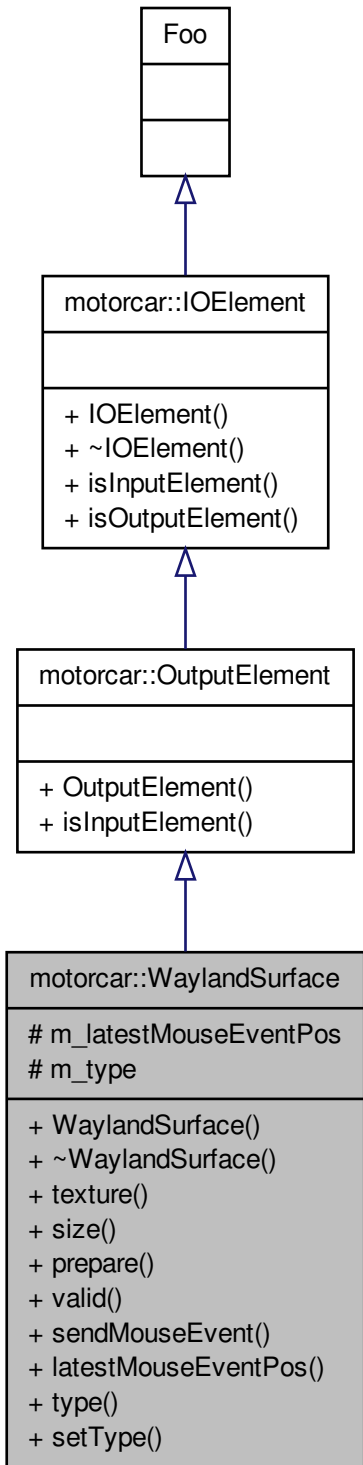 Foo
motorcar::IOElement
+ IOElement()
+ ~IOElement()
+ isInputElement()
+ isOutputElement()
motorcar::OutputElement
+ OutputElement()
+ isInputElement()
motorcar::WaylandSurface
# m_latestMouseEventPos
# m_type
+ WaylandSurface()
+ ~WaylandSurface()
+ texture()
+ size()
+ prepare()
+ valid()
+ sendMouseEvent()
+ latestMouseEventPos()
+ type()
+ setType()